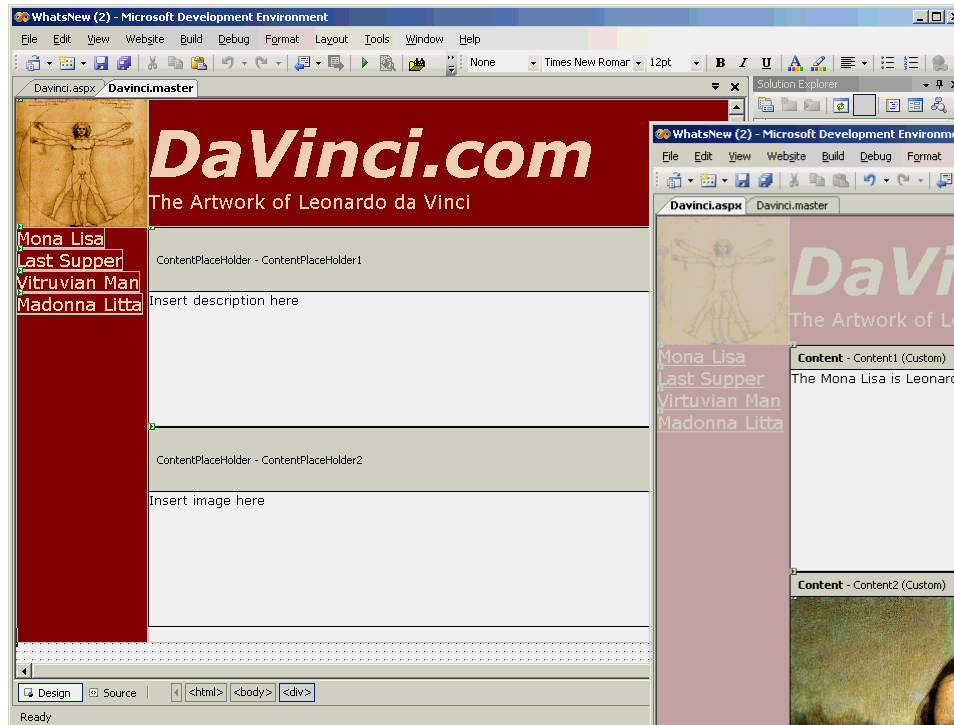 WhatsNew (2) - Microsoft Development Environment
File Edit View Website Build Debug Format Layout Tools Window Help
None Times New Romar 12pt B I U A
Davinci.aspx Davinci.master
Solution Explorer
DaVinci.com
The Artwork of Leonardo da Vinci
Mona Lisa
Last Supper
Vitruvian Man
Madonna Litta
ContentPlaceHolder - ContentPlaceHolder1
Insert description here
ContentPlaceHolder - ContentPlaceHolder2
Insert image here
Design Source <html> <body> <div>
Ready
WhatsNew (2) - Microsoft Development Environme
File Edit View Website Build Debug Format
Davinci.aspx Davinci.master
DaVi
The Artwork of L
Mona Lisa
Last Supper
Virtuvian Man
Madonna Litta
Content - Content1 (Custom)
The Mona Lisa is Leonard
Content - Content2 (Custom)